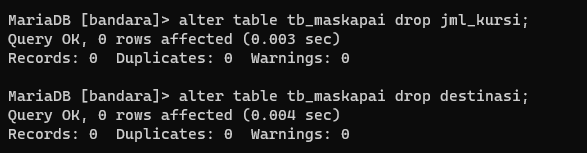 MariaDB [bandara]> alter table tb_maskapai drop jml_kursi;
Query OK, 0 rows affected (0.003 sec)
Records: 0  Duplicates: 0  Warnings: 0

MariaDB [bandara]> alter table tb_maskapai drop destinasi;
Query OK, 0 rows affected (0.004 sec)
Records: 0  Duplicates: 0  Warnings: 0